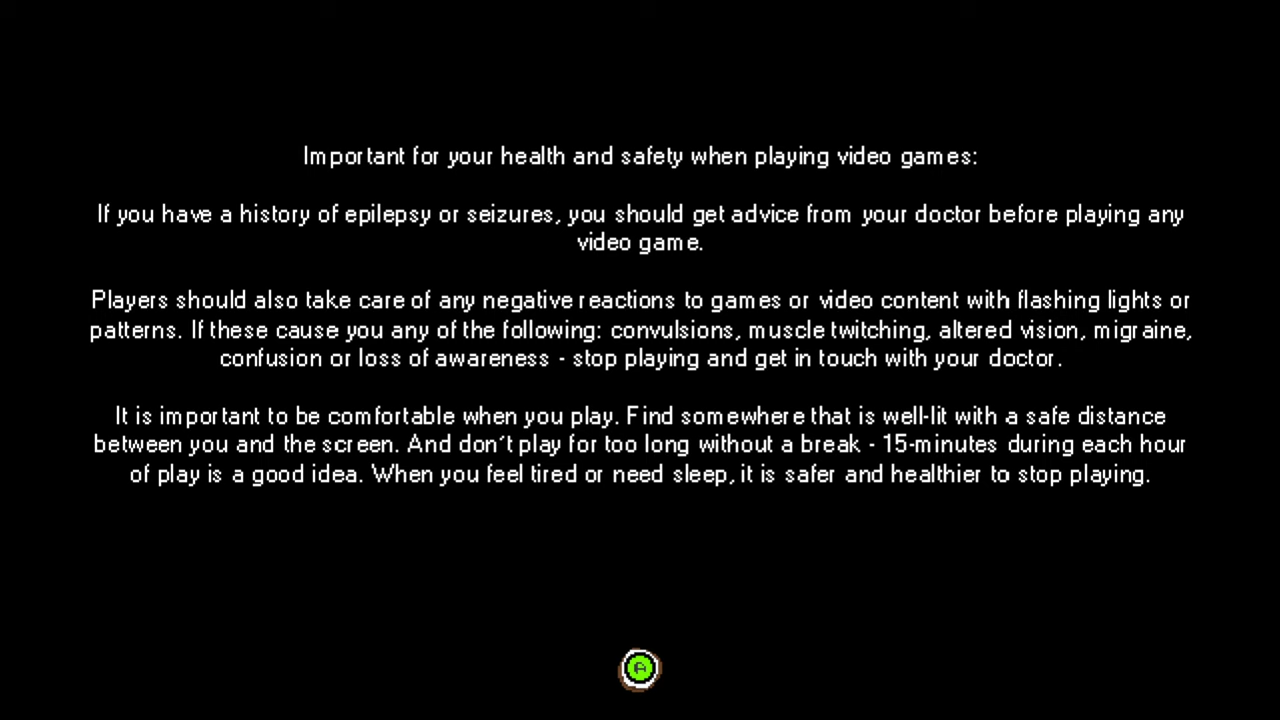 Important for your health and safety when playing video games:
If you have a history of epilepsy or seizures, you should get advice from your doctor before playing any
video game.
Players should also take care of any negative reactions to games or video content with flashing lights or
patterns. If these cause you any of the following: convulsions, muscle twitching, altered vision, migraine,
confusion or loss of awareness - stop playing and get in touch with your doctor.
It is important to be comfortable when you play. Find somewhere that is well-lit with a safe distance
between you and the screen. And don't play for too long without a break - 15-minutes during each hour
of play is a good idea. When you feel tired or need sleep, it is safer and healthier to stop playing.
A